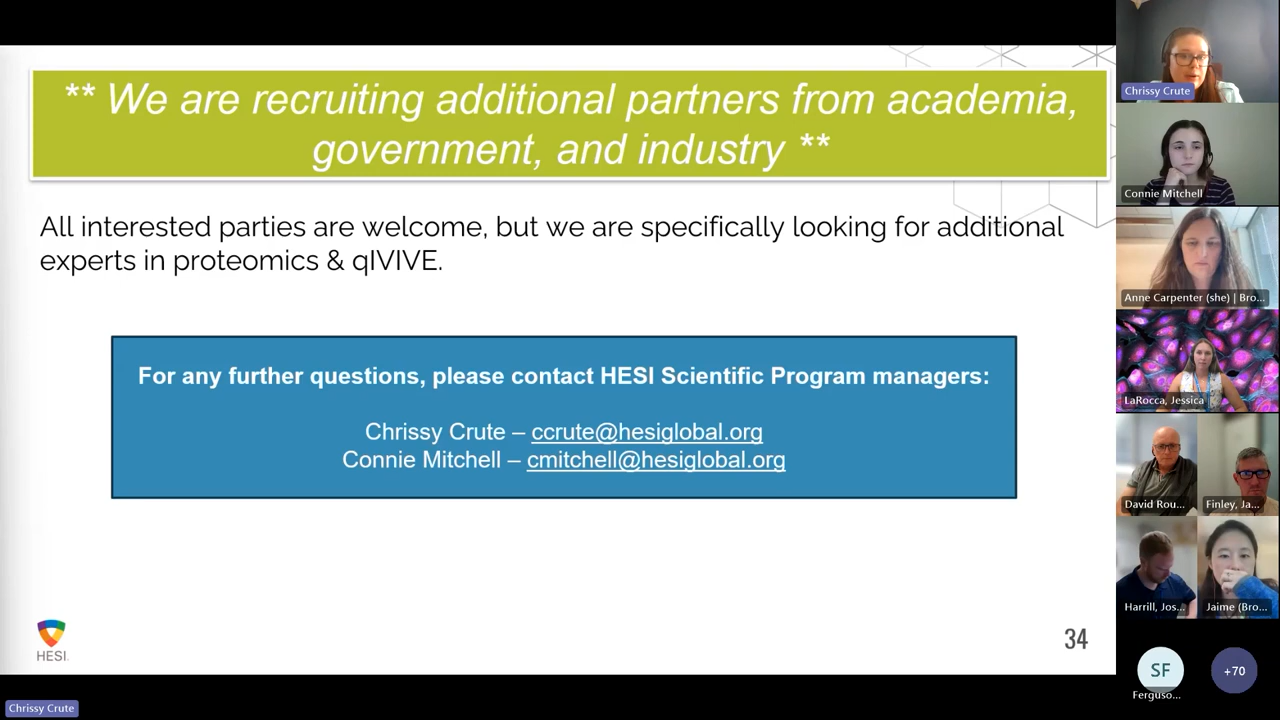 ** We are recruiting additional partners from academia,
government, and industry **
All interested parties are welcome, but we are specifically looking for additional
experts in proteomics & qIVIVE.
For any further questions, please contact HESI Scientific Program managers:
Chrissy Crute – ccrute@hesiglobal.org
Connie Mitchell – cmitchell@hesiglobal.org
HESI
34
Chrissy Crute
Chrissy Crute
Connie Mitchell
Anne Carpenter (she) | Bro...
LaRocca, Jessica
David Rou...
Finley, Ja...
Harrill, Jos...
Jaime (Bro...
SF
Ferguso...
+70